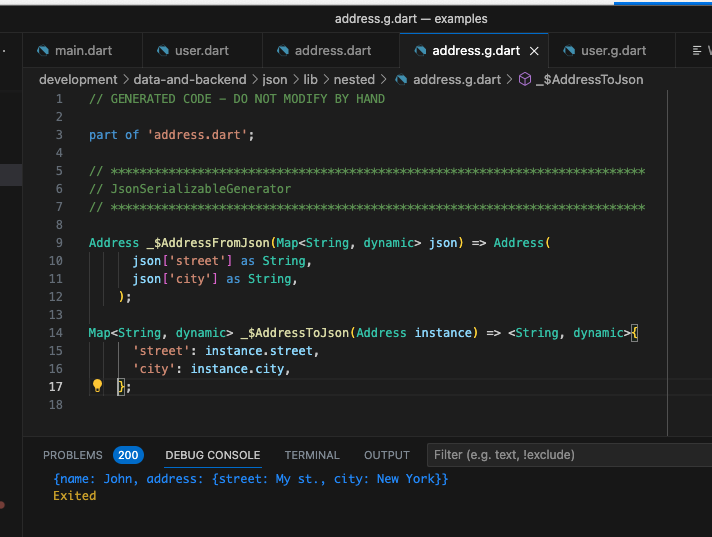 address.g.dart — examples
main.dart
user.dart
address.dart
address.g.dart
user.g.dart
development > data-and-backend > json > lib > nested > address.g.dart > _$AddressToJson
1 // GENERATED CODE - DO NOT MODIFY BY HAND
2
3 part of 'address.dart';
4
5 // **************************************************************************
6 // JsonSerializableGenerator
7 // **************************************************************************
8
9 Address _$AddressFromJson(Map<String, dynamic> json) => Address(
10 json['street'] as String,
11 json['city'] as String,
12 );
13
14 Map<String, dynamic> _$AddressToJson(Address instance) => <String, dynamic>{
15 'street': instance.street,
16 'city': instance.city,
17 };
18
PROBLEMS 200 DEBUG CONSOLE TERMINAL OUTPUT Filter (e.g. text, !exclude)
{name: John, address: {street: My st., city: New York}}
Exited